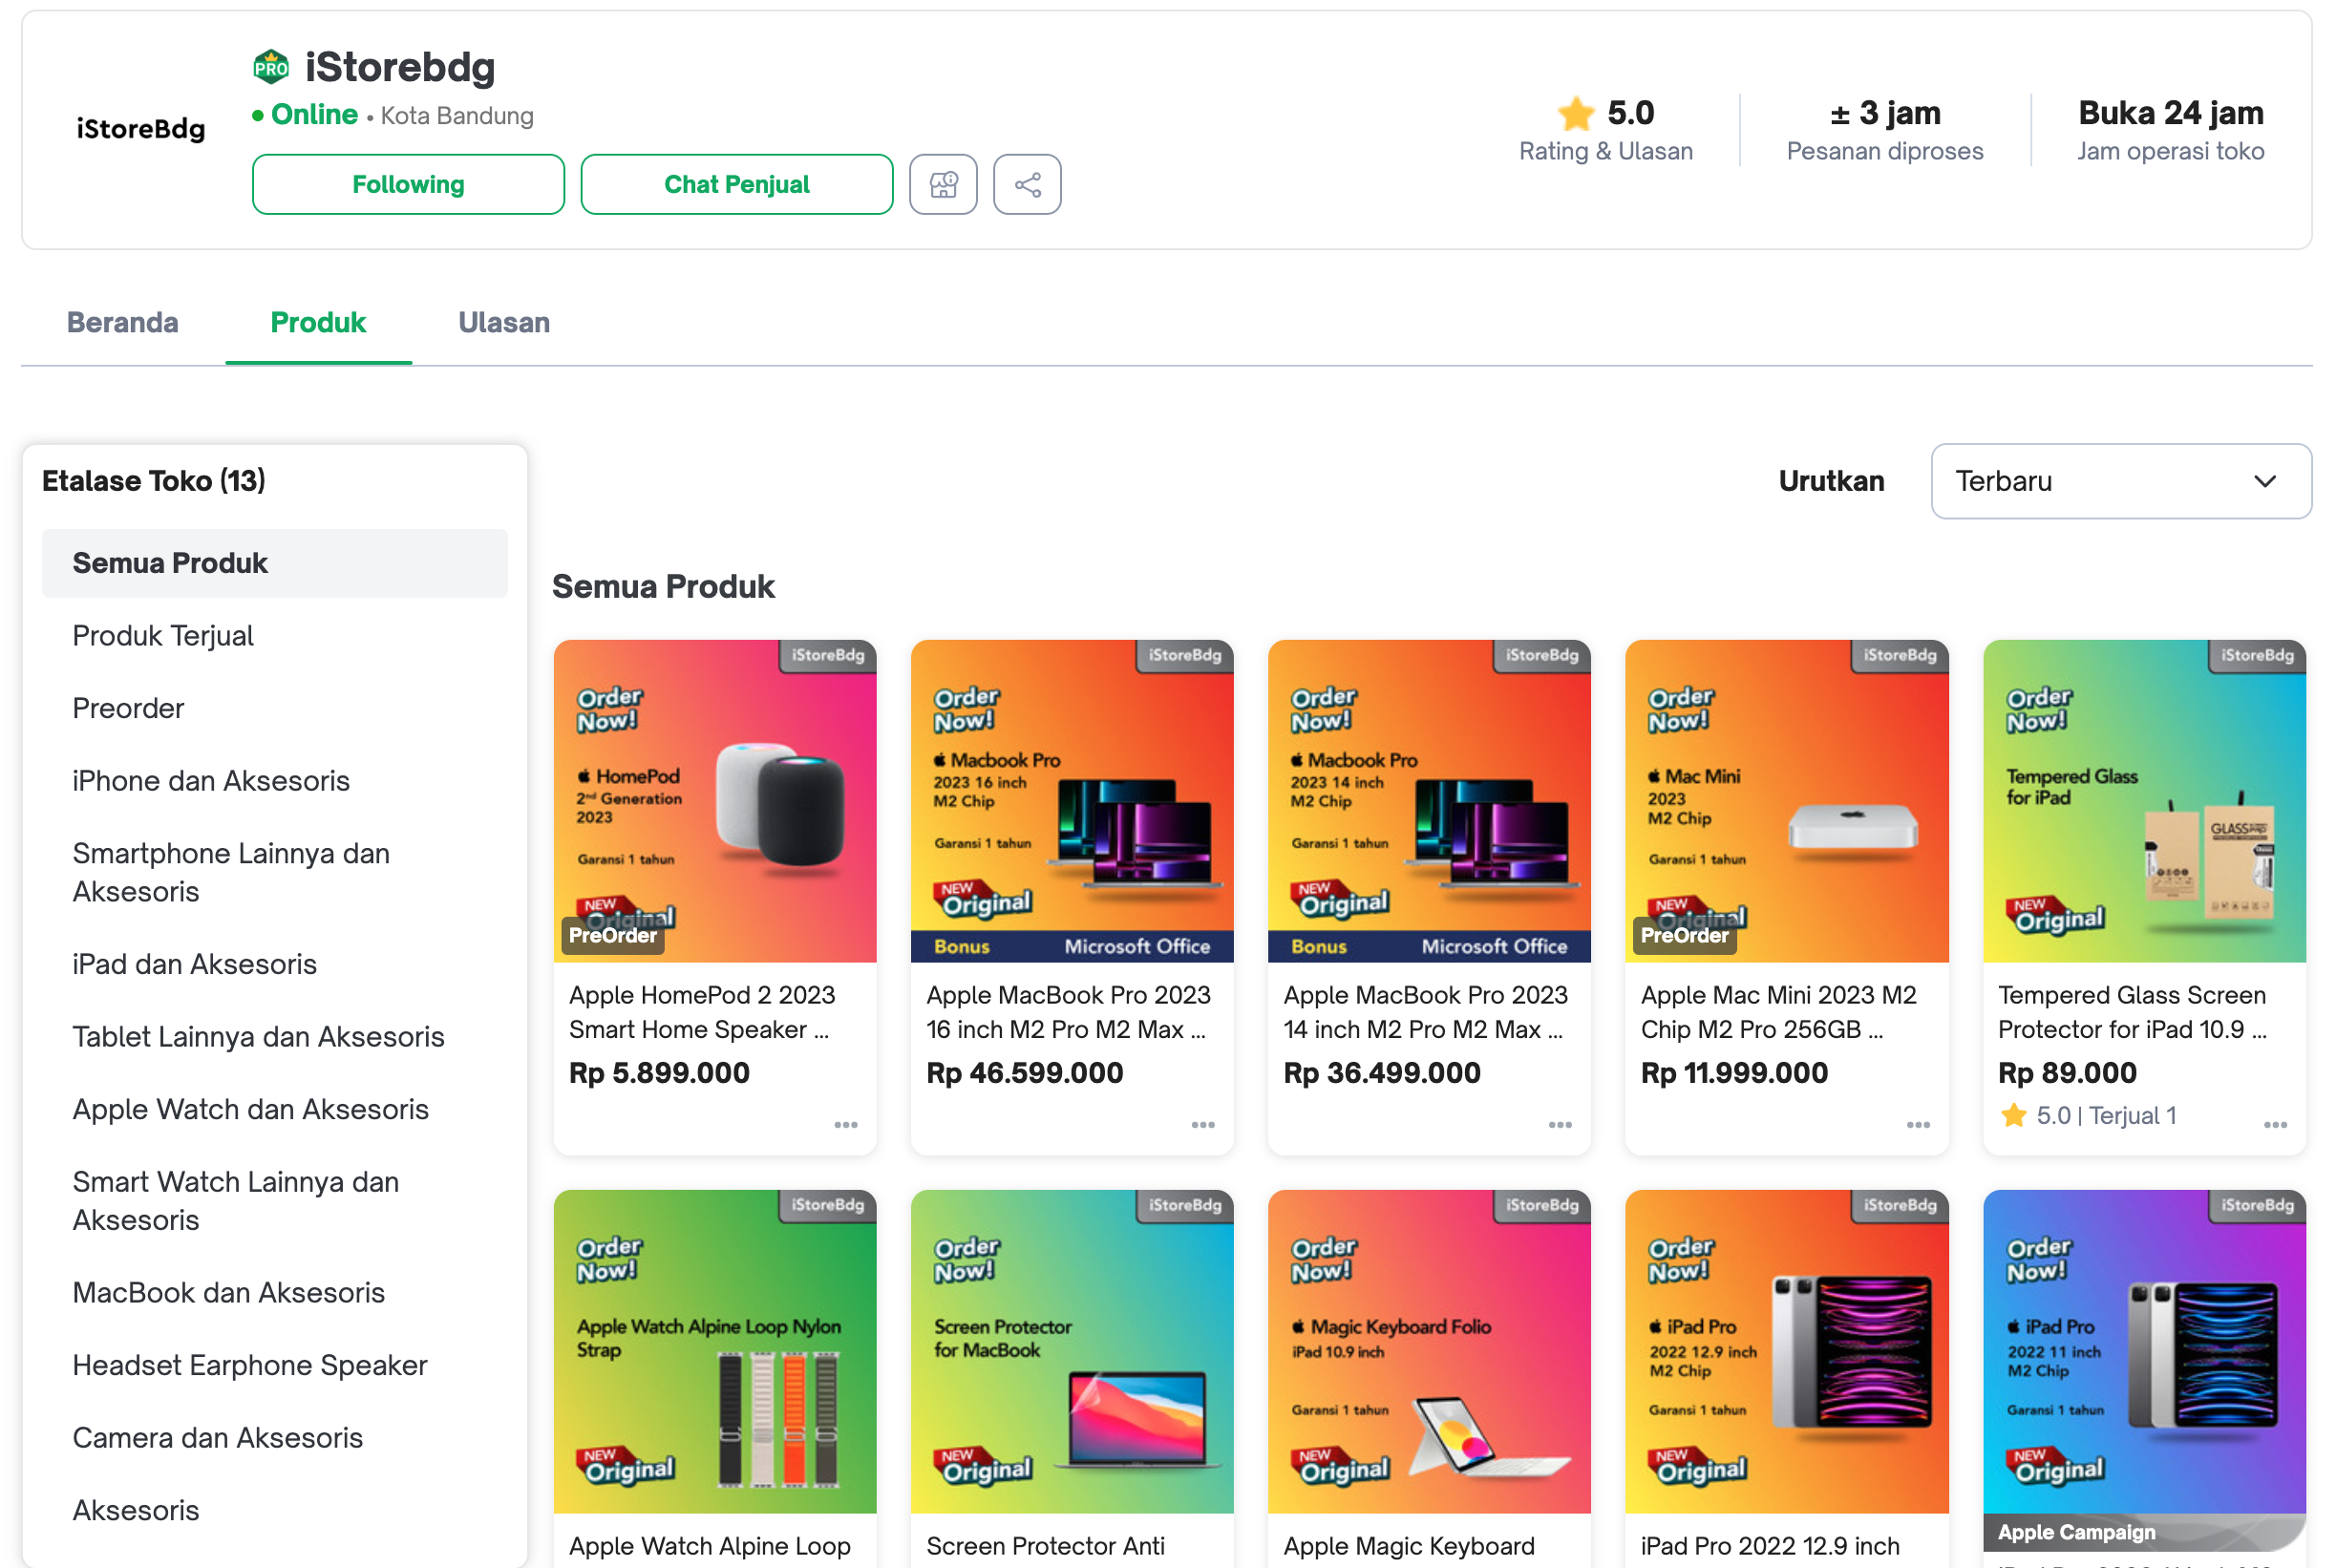 iStoreBdg
PRO iStorebdg
Online • Kota Bandung
Following
Chat Penjual
5.0
Rating & Ulasan
± 3 jam
Pesanan diproses
Buka 24 jam
Jam operasi toko
Beranda
Produk
Ulasan
Etalase Toko (13)
Semua Produk
Produk Terjual
Preorder
iPhone dan Aksesoris
Smartphone Lainnya dan
Aksesoris
iPad dan Aksesoris
Tablet Lainnya dan Aksesoris
Apple Watch dan Aksesoris
Smart Watch Lainnya dan
Aksesoris
MacBook dan Aksesoris
Headset Earphone Speaker
Camera dan Aksesoris
Aksesoris
Urutkan
Terbaru
Semua Produk
iStoreBdg
Order
Now!
HomePod
2nd Generation
2023
Garansi 1 tahun
NEW
Original
PreOrder
Apple HomePod 2 2023
Smart Home Speaker ...
Rp 5.899.000
iStoreBdg
Order
Now!
Macbook Pro
2023 16 inch
M2 Chip
Garansi 1 tahun
NEW
Original
Bonus Microsoft Office
Apple MacBook Pro 2023
16 inch M2 Pro M2 Max ...
Rp 46.599.000
iStoreBdg
Order
Now!
Macbook Pro
2023 14 inch
M2 Chip
Garansi 1 tahun
NEW
Original
Bonus Microsoft Office
Apple MacBook Pro 2023
14 inch M2 Pro M2 Max ...
Rp 36.499.000
iStoreBdg
Order
Now!
Mac Mini
2023
M2 Chip
Garansi 1 tahun
NEW
Original
PreOrder
Apple Mac Mini 2023 M2
Chip M2 Pro 256GB ...
Rp 11.999.000
iStoreBdg
Order
Now!
Tempered Glass
for iPad
GLASS
NEW
Original
Tempered Glass Screen
Protector for iPad 10.9 ...
Rp 89.000
5.0 | Terjual 1
iStoreBdg
Order
Now!
Apple Watch Alpine Loop Nylon
Strap
NEW
Original
Apple Watch Alpine Loop
iStoreBdg
Order
Now!
Screen Protector
for MacBook
NEW
Original
Screen Protector Anti
iStoreBdg
Order
Now!
Magic Keyboard Folio
iPad 10.9 inch
Garansi 1 tahun
NEW
Original
Apple Magic Keyboard
iStoreBdg
Order
Now!
iPad Pro
2022 12.9 inch
M2 Chip
Garansi 1 tahun
NEW
Original
iPad Pro 2022 12.9 inch
iStoreBdg
Order
Now!
iPad Pro
2022 11 inch
M2 Chip
Garansi 1 tahun
NEW
Original
Apple Campaign